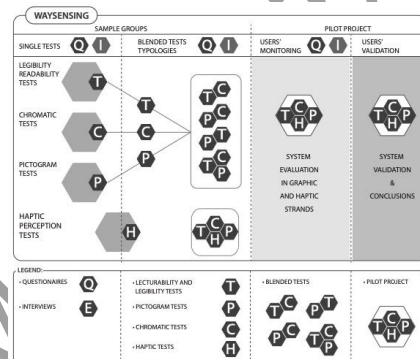 WAYSENSING
SAMPLE GROUPS
PILOT PROJECT
SINGLE TESTS Q I
BLENDED TESTS TYPOLOGIES Q I
USERS' MONITORING Q I
USERS' VALIDATION
LEGIBILITY
READABILITY
TESTS
T
T
CHROMATIC
TESTS
C
C
PICTOGRAM
TESTS
P
P
T C
P C
P T
T C P
HAPTIC
PERCEPTION
TESTS
H
T C H P
T C H P
SYSTEM
EVALUATION
IN GRAPHIC
AND HAPTIC
STRANDS
T C H P
SYSTEM
VALIDATION
&
CONCLUSIONS
LEGEND:
• QUESTIONAIRES Q
• INTERVIEWS E
• LECTURABILITY AND
LEGIBILITY TESTS T
• PICTOGRAM TESTS P
• CHROMATIC TESTS C
• HAPTIC TESTS H
• BLENDED TESTS
T C P T
P C T C P
• PILOT PROJECT
T C H P